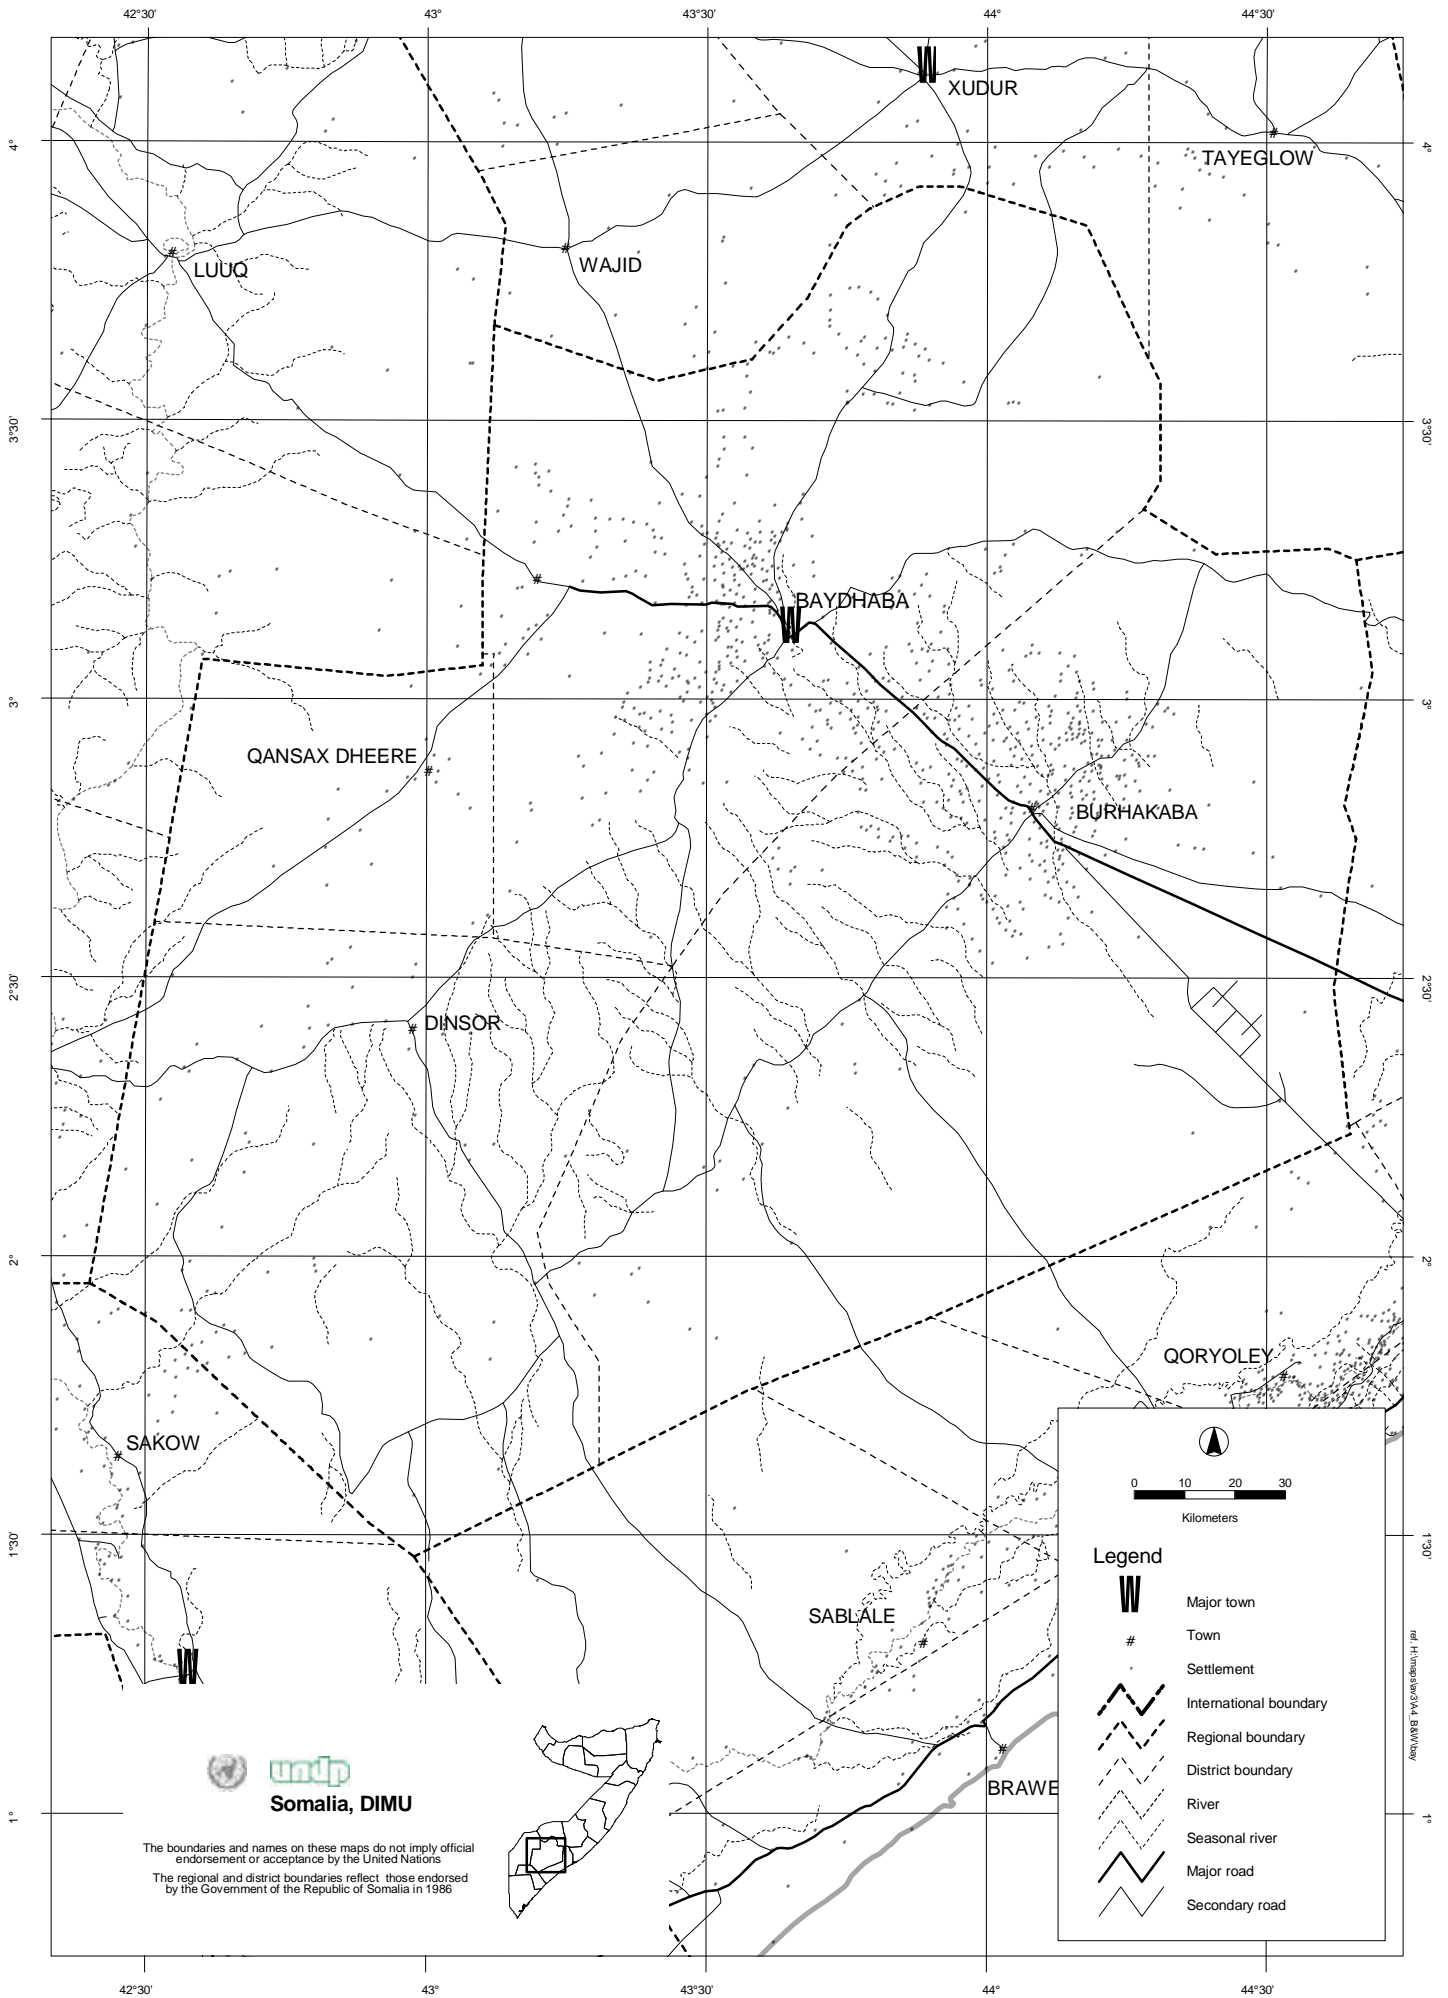 42°30'
43°
43°30'
44°
44°30'
XUDUR
4°
4°
TAYEGLOW
LUUQ
WAJID
3°30'
3°30'
BAYDHABA
3°
3°
QANSAX DHEERE
BURHAKABA
2°30'
2°30'
DINSOR
2°
2°
QORYOLEY
SAKOW
0 10 20 30
Kilometers
1°30'
1°30'
Legend
Major town
SABLALE
# Town
Settlement
International boundary
Regional boundary
District boundary
River
Seasonal river
Major road
Secondary road
BRAWE
undp
Somalia, DIMU
1°
1°
The boundaries and names on these maps do not imply official
endorsement or acceptance by the United Nations
The regional and district boundaries reflect those endorsed
by the Government of the Republic of Somalia in 1986
42°30'
43°
43°30'
44°
44°30'